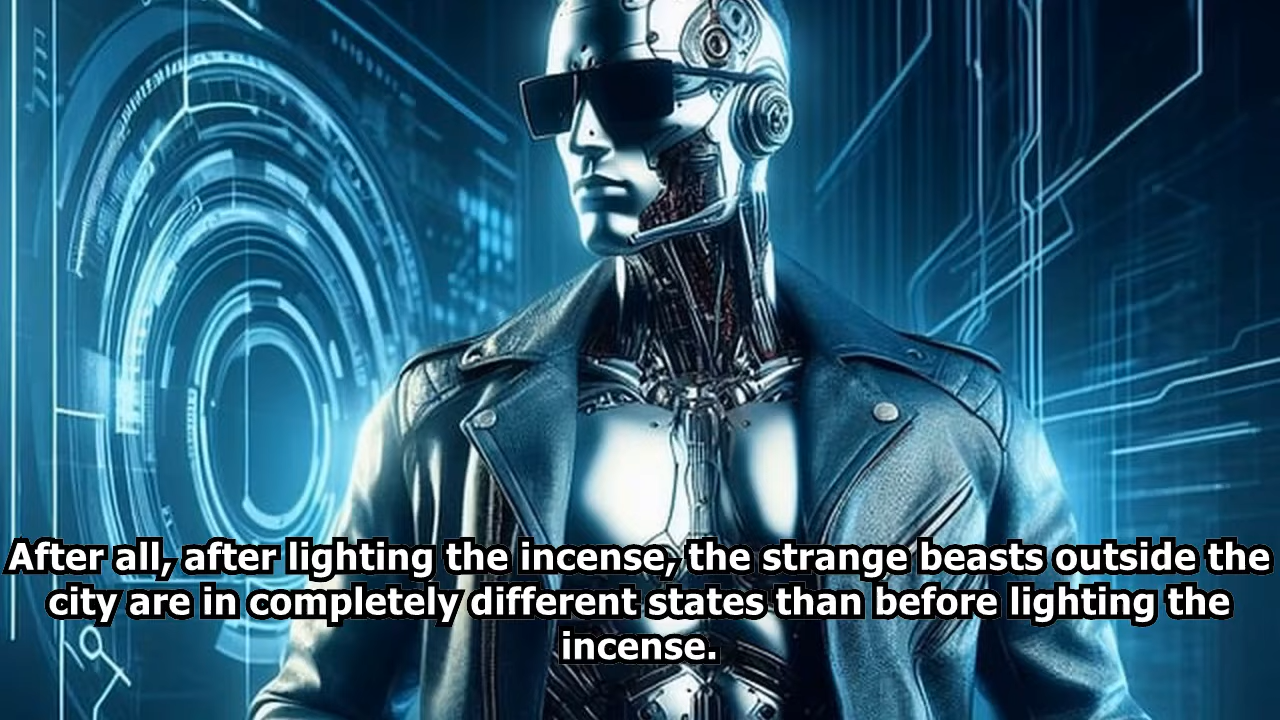 After all, after lighting the incense, the strange beasts outside the
city are in completely different states than before lighting the
incense.